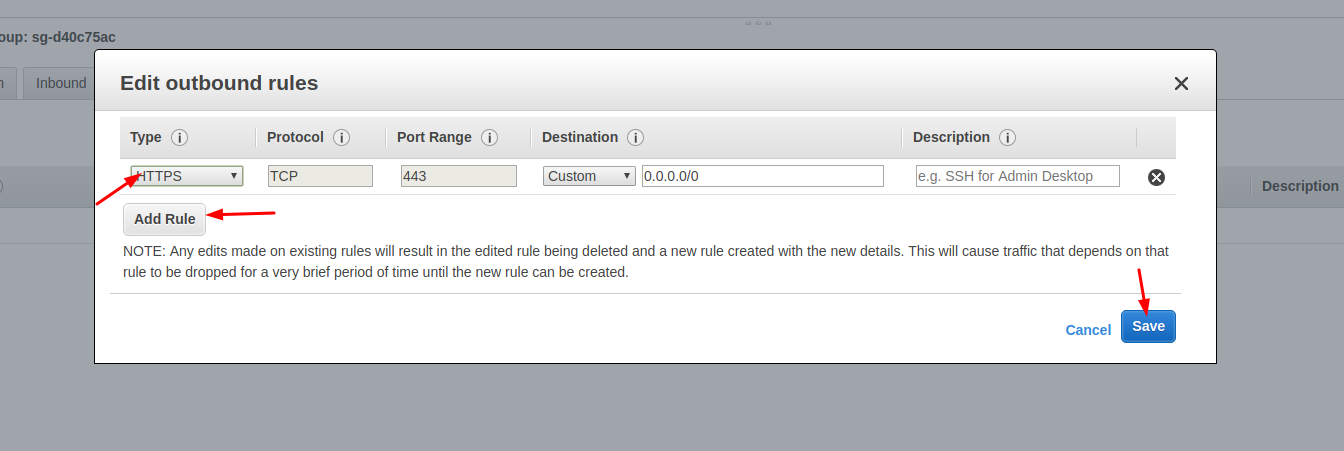 oup: sg-d40c75ac
Edit outbound rules
Inbound
Type Protocol Port Range Destination Description
HTTPS TCP 443 Custom 0.0.0.0/0 e.g. SSH for Admin Desktop
Description
Add Rule
NOTE: Any edits made on existing rules will result in the edited rule being deleted and a new rule created with the new details. This will cause traffic that depends on that
rule to be dropped for a very brief period of time until the new rule can be created.
Cancel Save